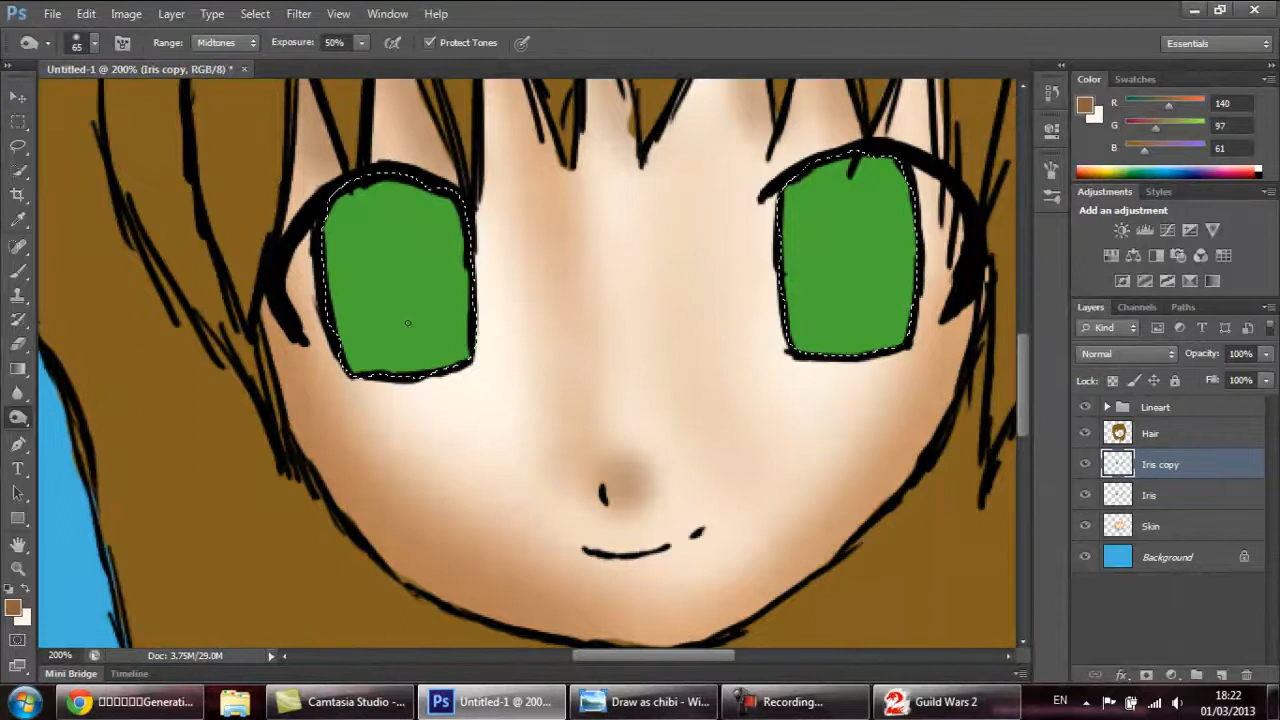 Ps File Edit Image Layer Type Select Filter View Window Help
65 Range: Midtones Exposure: 50% Protect Tones Essentials
Untitled-1 @ 200% (Iris copy, RGB/8) *
Color Swatches
R 140
G 97
B 61
Adjustments Styles
Add an adjustment
Layers Channels Paths
Kind
Normal Opacity: 100%
Lock: Fill: 100%
Lineart
Hair
Iris copy
Iris
Skin
Background
200% Doc: 3.75M/29.0M
Mini Bridge Timeline
□□□□□Generati... Camtasia Studio -... Ps Untitled-1 @ 200... Draw as chibi - Wi... Recording... Guild Wars 2 EN 18:22
01/03/2013